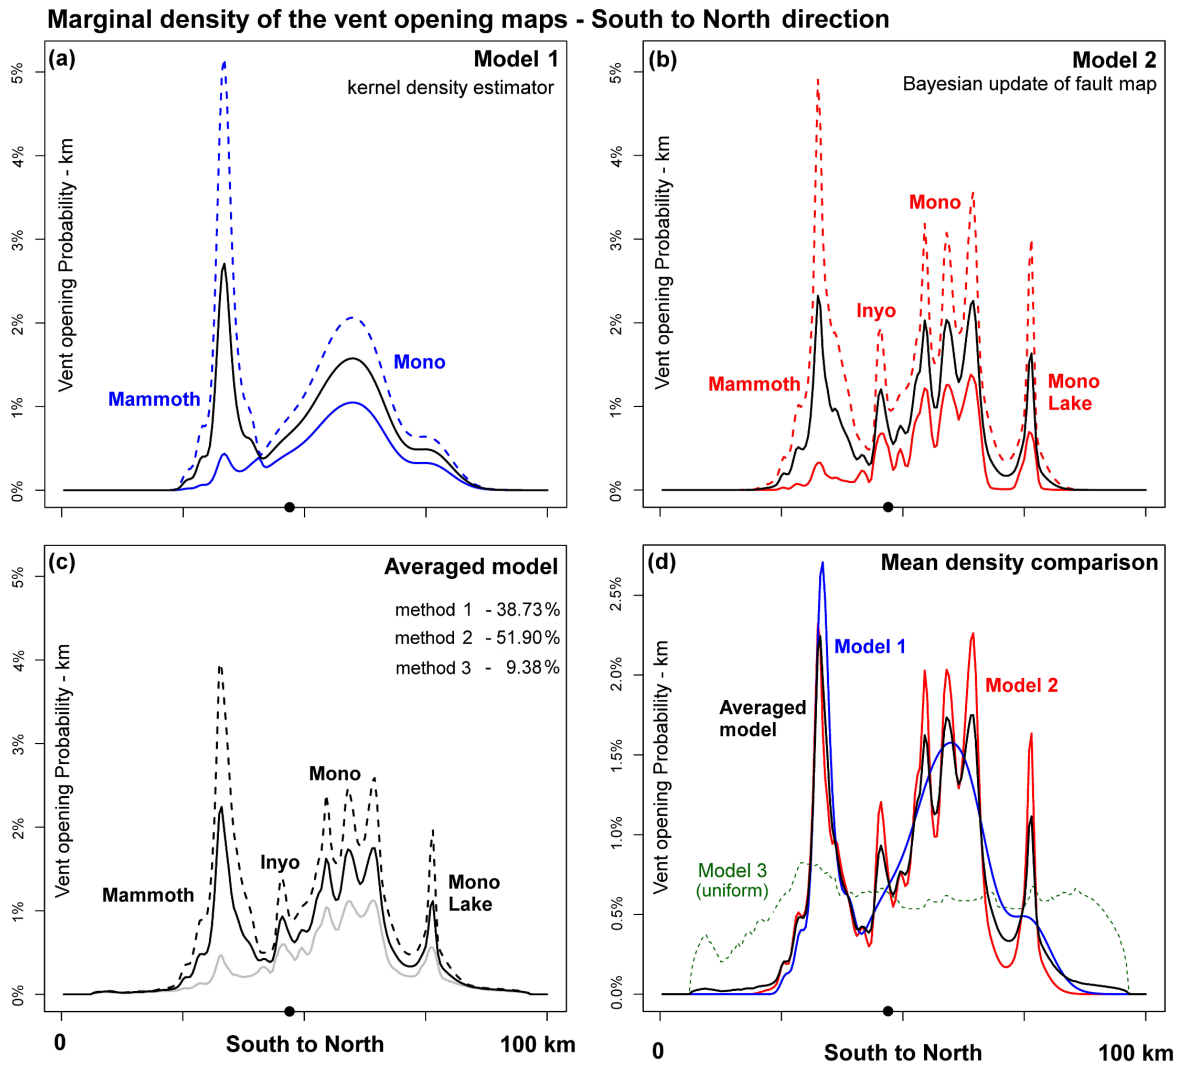 Marginal density of the vent opening maps - South to North direction
(a)
Model 1
kernel density estimator
Vent opening Probability - km
5%
4%
3%
2%
1%
0%
Mammoth
Mono
(b)
Model 2
Bayesian update of fault map
Vent opening Probability - km
5%
4%
3%
2%
1%
0%
Mammoth
Inyo
Mono
Mono
Lake
(c)
Averaged model
method 1 - 38.73%
method 2 - 51.90%
method 3 - 9.38%
Vent opening Probability - km
5%
4%
3%
2%
1%
0%
Mammoth
Inyo
Mono
Mono
Lake
0
South to North
100 km
(d)
Mean density comparison
Vent opening Probability - km
2.5%
2.0%
1.5%
1.0%
0.5%
0.0%
Model 1
Model 2
Averaged
model
Model 3
(uniform)
0
South to North
100 km